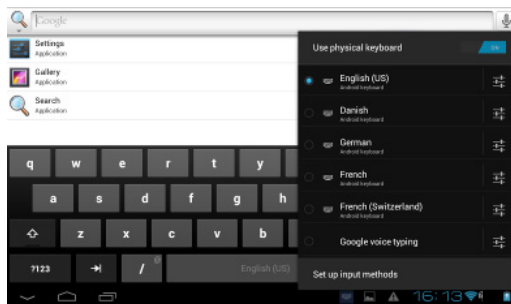 Google
Settings
Application
Gallery
Application
Search
Application
Use physical keyboard
ON
English (US)
Android keyboard
Danish
Android keyboard
German
Android keyboard
French
Android keyboard
French (Switzerland)
Android keyboard
Google voice typing
Set up input methods
q w e r t y
a s d f g h
z x c v b
?123 / English (US)
16:13